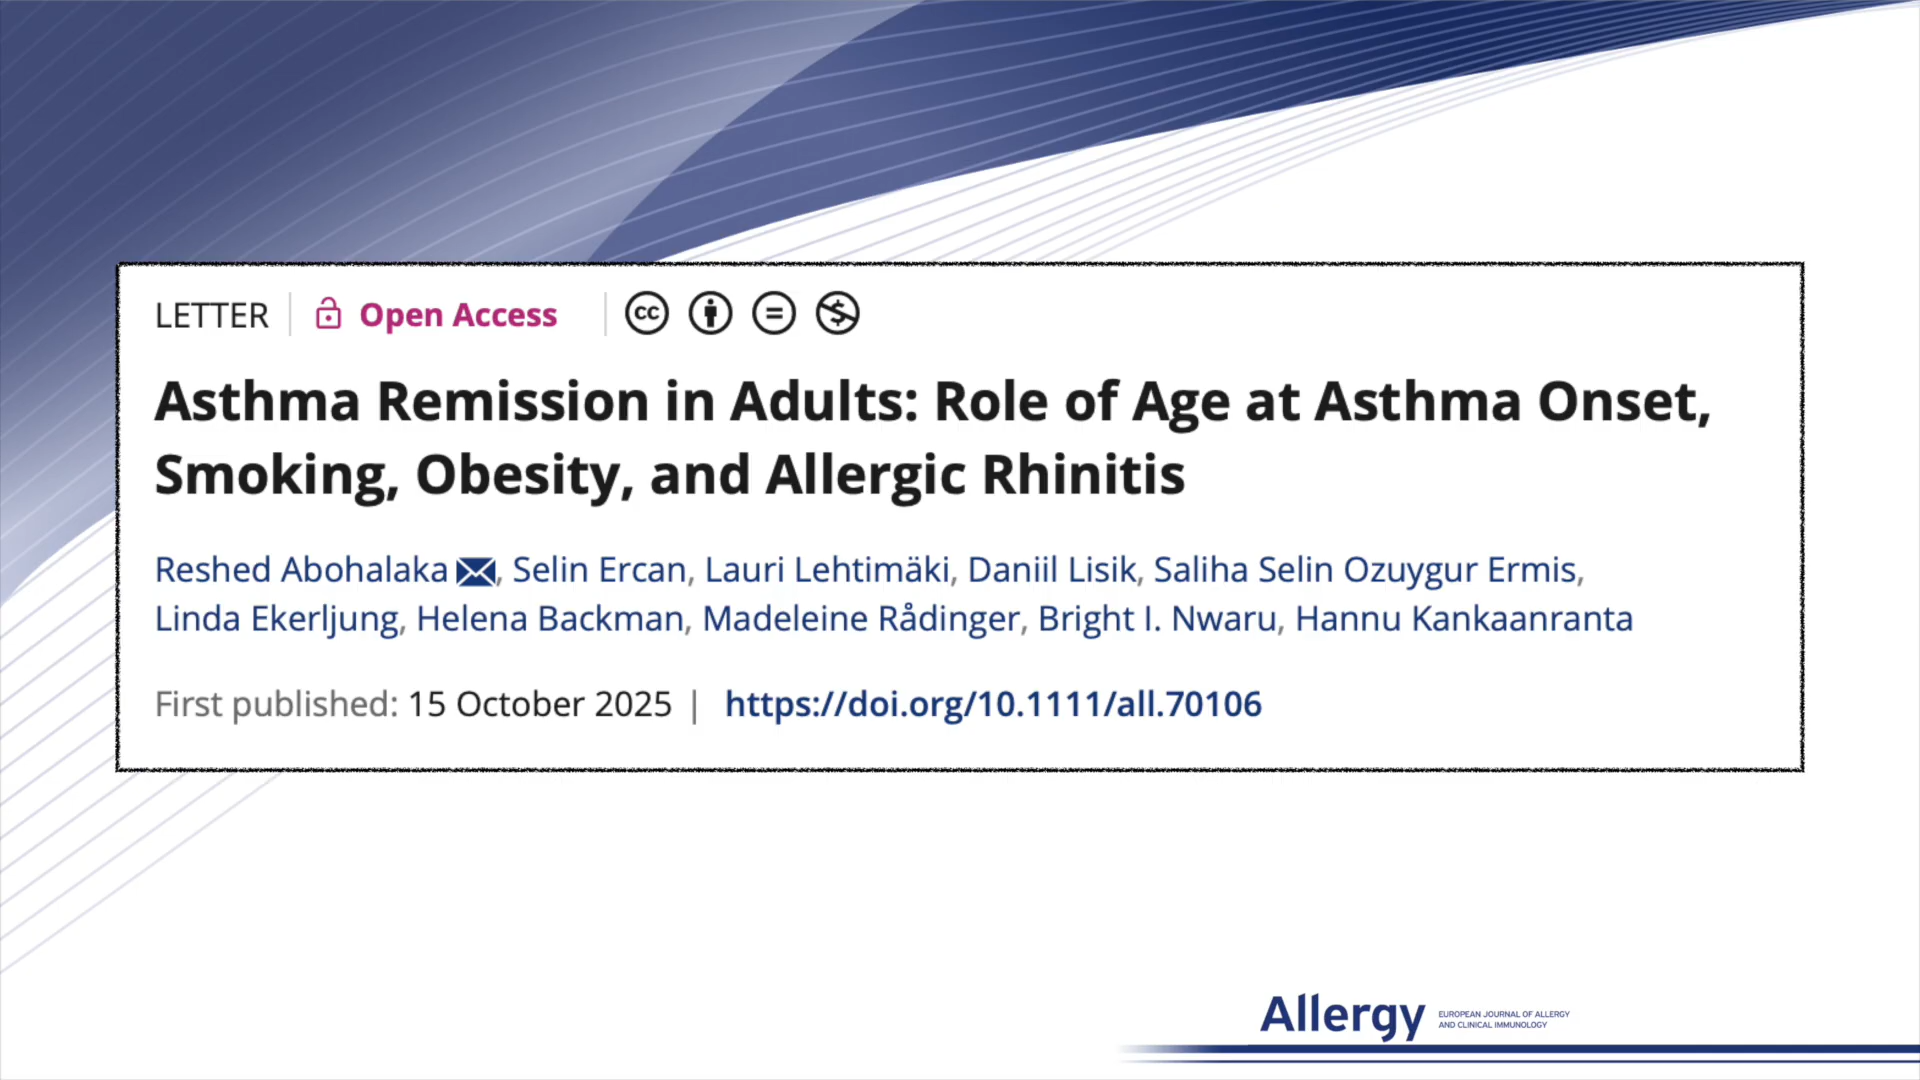 LETTER | Open Access | cc
Asthma Remission in Adults: Role of Age at Asthma Onset,
Smoking, Obesity, and Allergic Rhinitis
Reshed Abohalaka, Selin Ercan, Lauri Lehtimäki, Daniil Lisik, Saliha Selin Ozuygur Ermis,
Linda Ekerljung, Helena Backman, Madeleine Rådinger, Bright I. Nwaru, Hannu Kankaanranta
First published: 15 October 2025 | https://doi.org/10.1111/all.70106
Allergy
EUROPEAN JOURNAL OF ALLERGY
AND CLINICAL IMMUNOLOGY